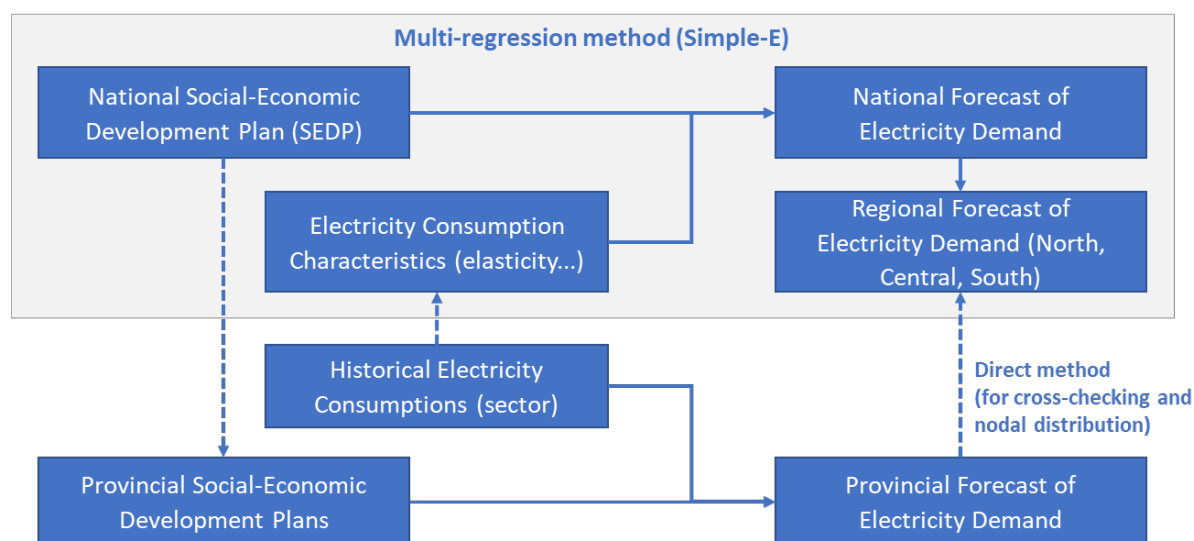 Multi-regression method (Simple-E)
National Social-Economic
Development Plan (SEDP)
National Forecast of
Electricity Demand
Electricity Consumption
Characteristics (elasticity...)
Regional Forecast of
Electricity Demand (North,
Central, South)
Historical Electricity
Consumptions (sector)
Direct method
(for cross-checking and
nodal distribution)
Provincial Social-Economic
Development Plans
Provincial Forecast of
Electricity Demand